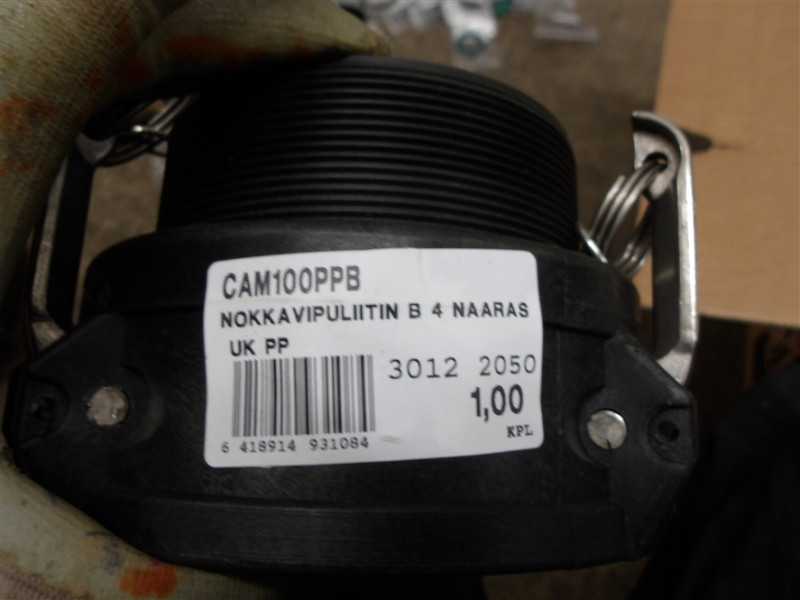 CAM100PPB
NOKKAVIPULIITIN B 4 NAARAS
UK PP
3012 2050
1,00
KPL
6 418914 931084